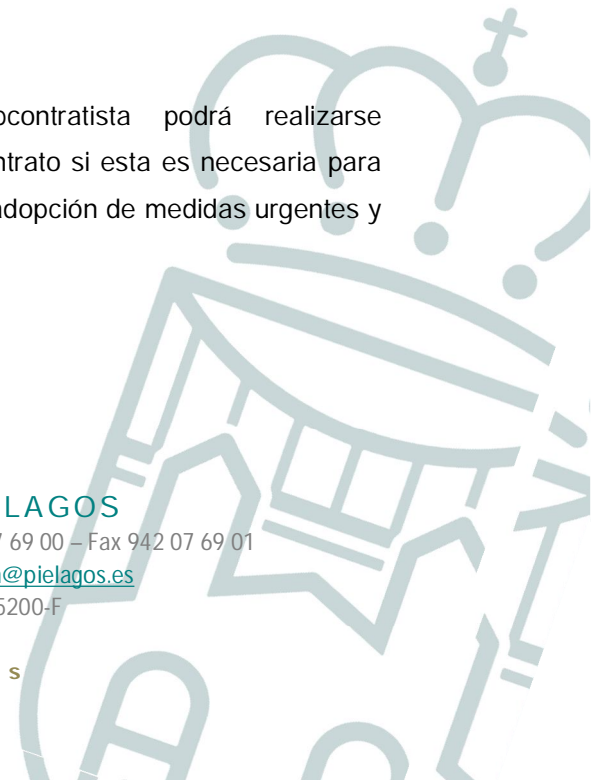 ocontratista podrá realizarse
ntrato si esta es necesaria para
adopción de medidas urgentes y
LAGOS
7 69 00 – Fax 942 07 69 01
@pielagos.es
5200-F
s